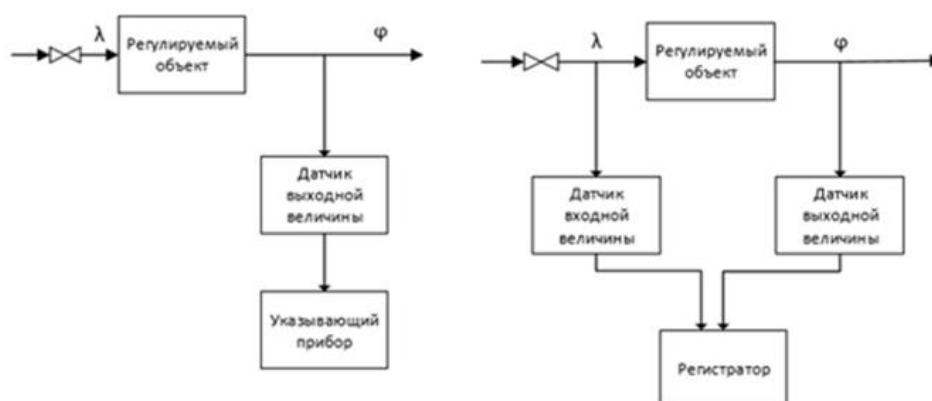 λ
Регулируемый
объект
φ
Датчик
выходной
величины
Указывающий
прибор
λ
Регулируемый
объект
φ
Датчик
входной
величины
Датчик
выходной
величины
Регистратор